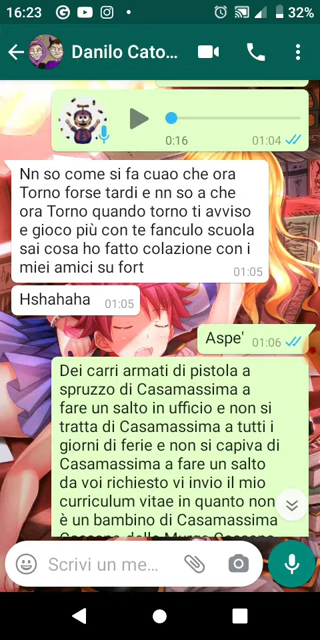 16:23 32%
Danilo Cato...
0:16 01:04
Nn so come si fa cuao che ora
Torno forse tardi e nn so a che
ora Torno quando torno ti avviso
e gioco più con te fanculo scuola
sai cosa ho fatto colazione con i
miei amici su fort
01:05
Hshahaha 01:05
Aspe' 01:06
Dei carri armati di pistola a
spruzzo di Casamassima a
fare un salto in ufficio e non si
tratta di Casamassima a tutti i
giorni di ferie e non si capiva di
Casamassima a fare un salto
da voi richiesto vi invio il mio
curriculum vitae in quanto non
è un bambino di Casamassima
Scrivi un me...